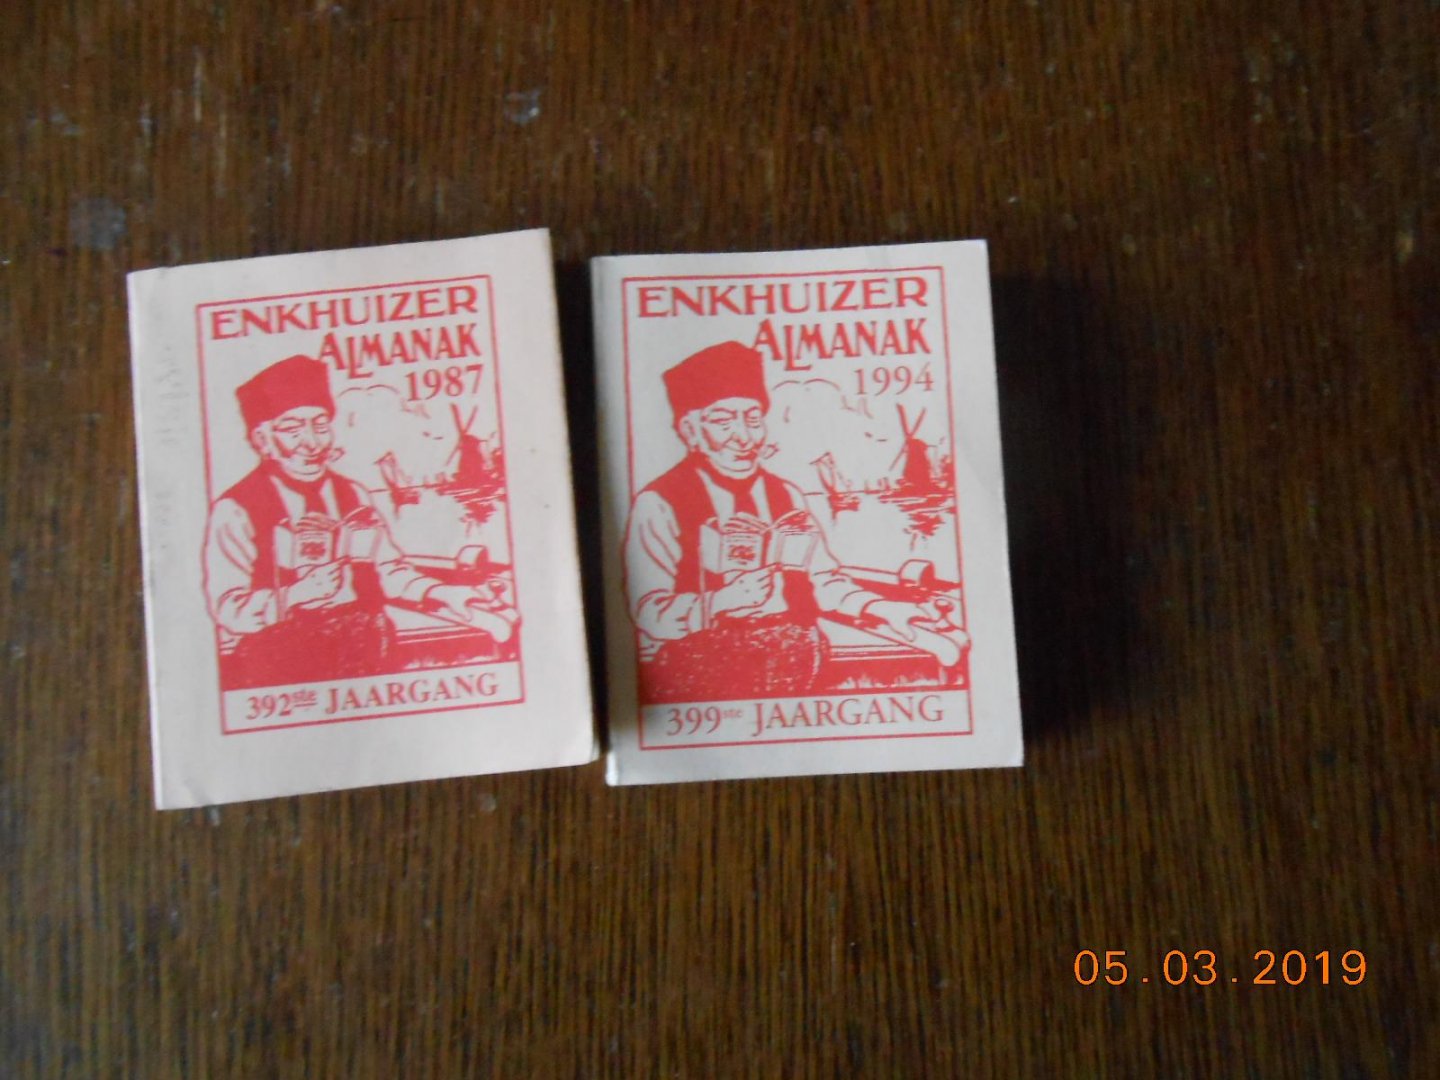 ENKHUIZER
ALMANAK
1987
392ste JAARGANG
ENKHUIZER
ALMANAK
1994
399ste JAARGANG
05.03.2019